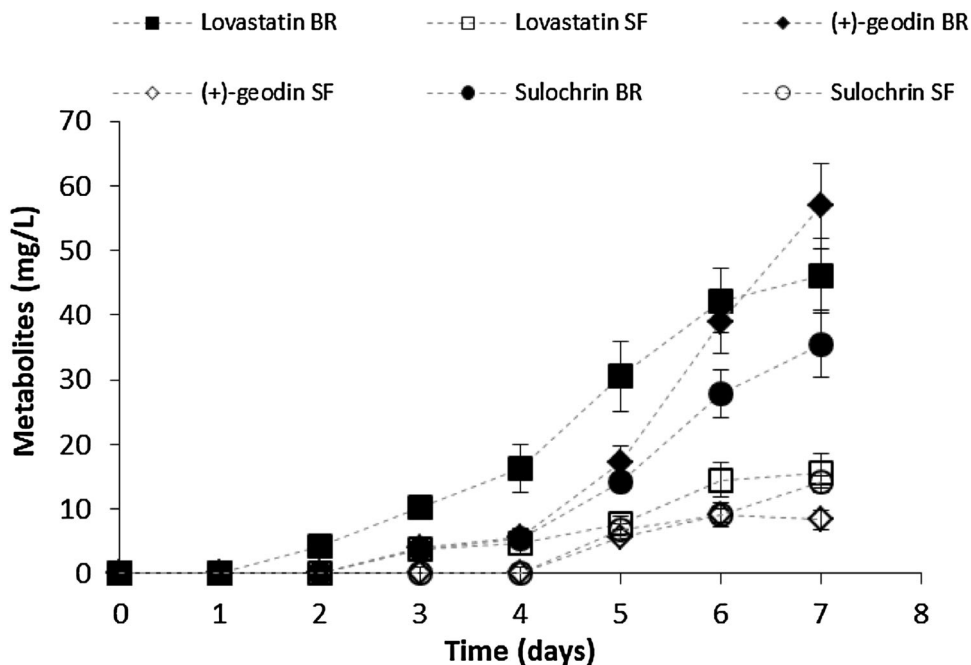 Lovastatin BR Lovastatin SF (+)-geodin BR
(+)-geodin SF Sulochrin BR Sulochrin SF
70
60
50
40
30
20
10
0
Metabolites (mg/L)
0 1 2 3 4 5 6 7 8
Time (days)